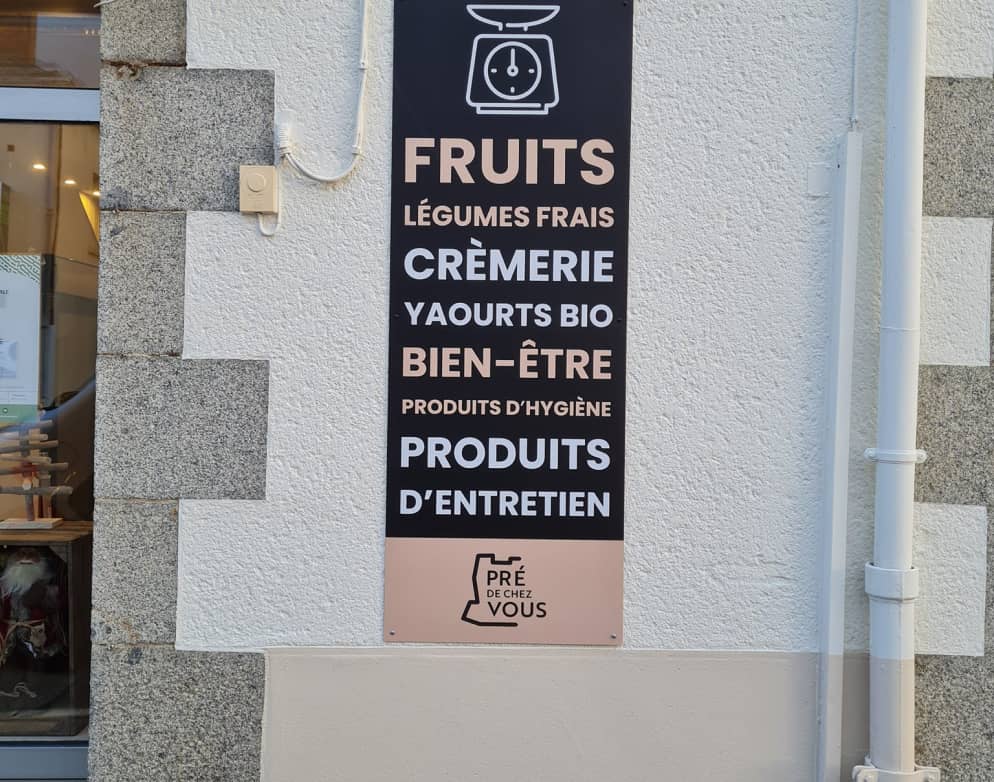 FRUITS
LÉGUMES FRAIS
CRÈMERIE
YAOURTS BIO
BIEN-ÊTRE
PRODUITS D’HYGIÈNE
PRODUITS
D’ENTRETIEN
PRÉ
DE CHEZ
VOUS